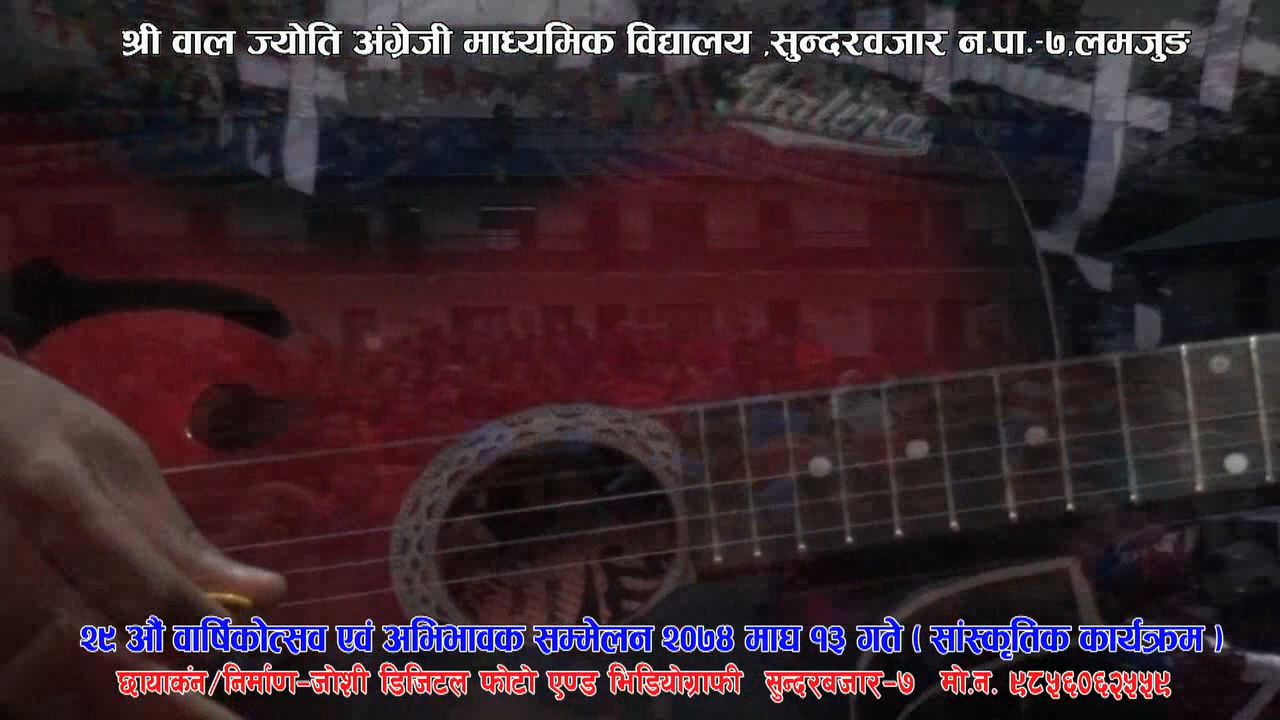 श्री वाल ज्योति अंग्रेजी माध्यमिक विद्यालय ,सुन्दरवजार न.पा.-७,लमजुङ
२९ औं वार्षिकोत्सव एवं अभिभावक सम्मेलन २०७४ माघ १३ गते ( सांस्कृतिक कार्यक्रम )
छायाकंन/निर्माण-जोशी डिजिटल फोटो एण्ड भिडियोग्राफी सुन्दरबजार-७ मो.न. ९८५६०६२५५९